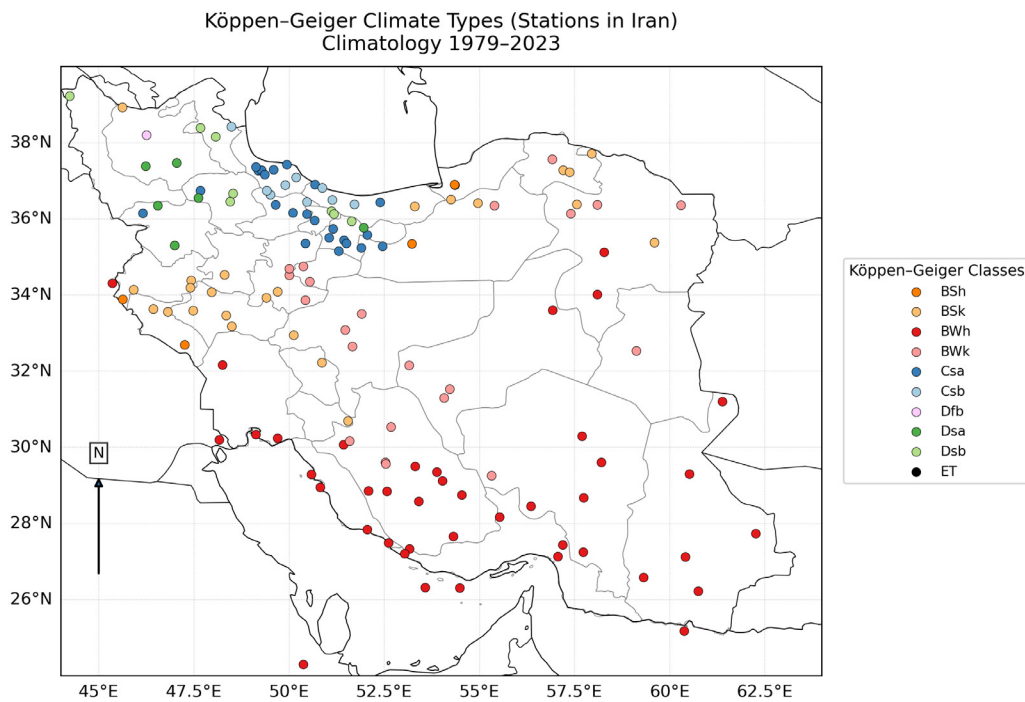 Köppen–Geiger Climate Types (Stations in Iran)
Climatology 1979–2023
38°N
36°N
34°N
32°N
30°N
28°N
26°N
N
45°E
47.5°E
50°E
52.5°E
55°E
57.5°E
60°E
62.5°E
Köppen–Geiger Classes
BSh
BSk
BWh
BWk
Csa
Csb
Dfb
Dsa
Dsb
ET